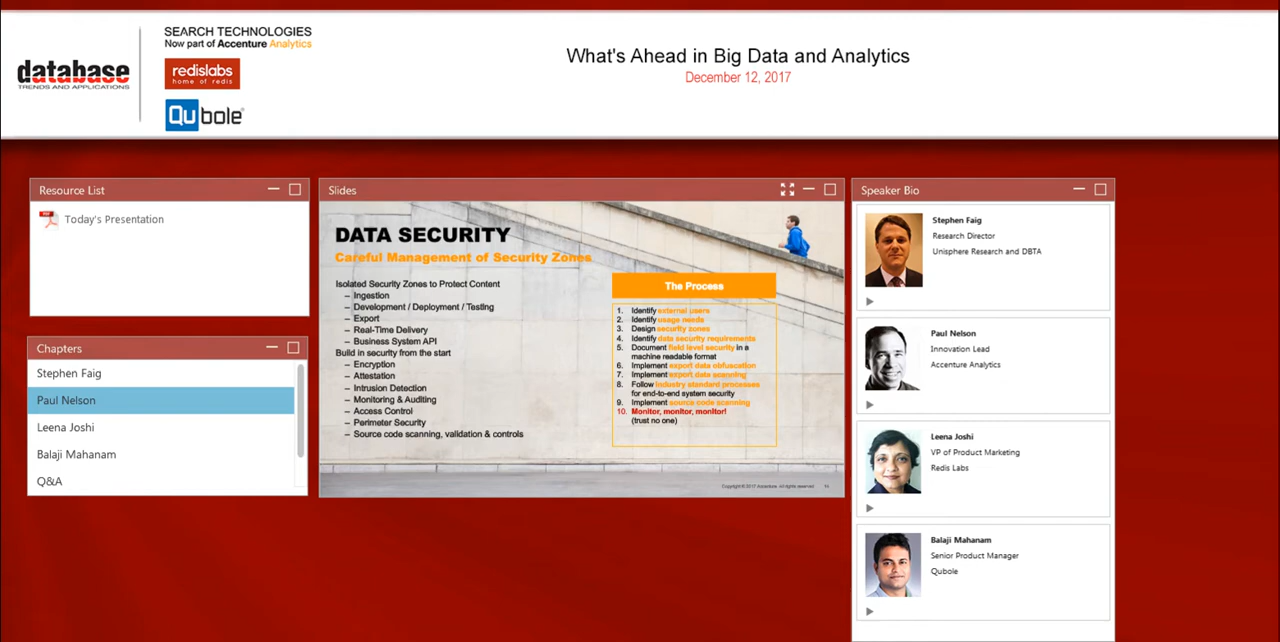 database
TRENDS AND APPLICATIONS
SEARCH TECHNOLOGIES
Now part of Accenture Analytics
redislabs
home of redis
Qubole
What's Ahead in Big Data and Analytics
December 12, 2017
Resource List
Today's Presentation
Chapters
Stephen Faig
Paul Nelson
Leena Joshi
Balaji Mahanam
Q&A
Slides
DATA SECURITY
Careful Management of Security Zones
Isolated Security Zones to Protect Content
– Ingestion
– Development / Deployment / Testing
– Export
– Real-Time Delivery
– Business System API
Build in security from the start
– Encryption
– Attestation
– Intrusion Detection
– Monitoring & Auditing
– Access Control
– Perimeter Security
– Source code scanning, validation & controls
The Process
1. Identify external users
2. Identify usage needs
3. Design security zones
4. Identify data security requirements
5. Document field level security in a
machine readable format
6. Implement export data obfuscation
7. Implement export data scanning
8. Follow industry standard processes
for end-to-end system security
9. Implement source code scanning
10. Monitor, monitor, monitor!
(trust no one)
Copyright © 2017 Accenture. All rights reserved.
Speaker Bio
Stephen Faig
Research Director
Unisphere Research and DBTA
Paul Nelson
Innovation Lead
Accenture Analytics
Leena Joshi
VP of Product Marketing
Redis Labs
Balaji Mahanam
Senior Product Manager
Qubole